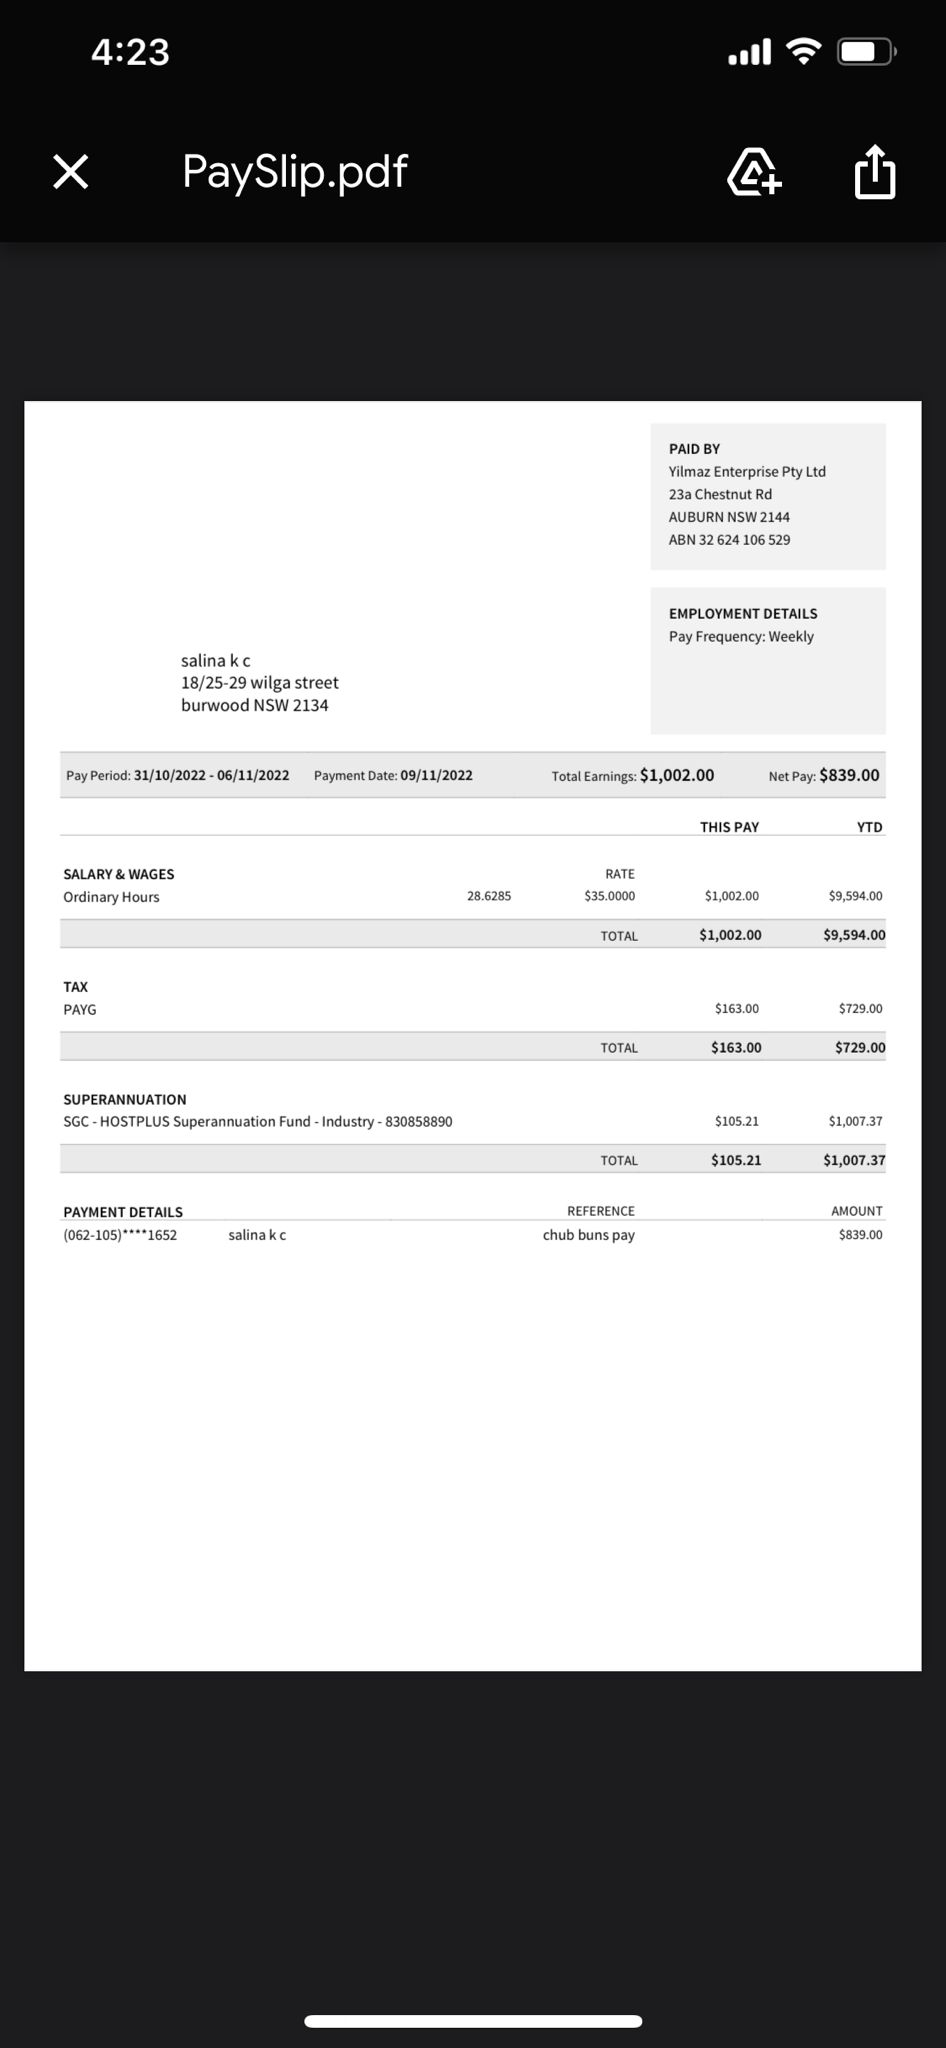 4:23
PaySlip.pdf
PAID BY
Yilmaz Enterprise Pty Ltd
23a Chestnut Rd
AUBURN NSW 2144
ABN 32 624 106 529
EMPLOYMENT DETAILS
Pay Frequency: Weekly
salina k c
18/25-29 wilga street
burwood NSW 2134
Pay Period: 31/10/2022 - 06/11/2022 Payment Date: 09/11/2022 Total Earnings: $1,002.00 Net Pay: $839.00
THIS PAY YTD
SALARY & WAGES RATE
Ordinary Hours 28.6285 $35.0000 $1,002.00 $9,594.00
TOTAL $1,002.00 $9,594.00
TAX
PAYG $163.00 $729.00
TOTAL $163.00 $729.00
SUPERANNUATION
SGC - HOSTPLUS Superannuation Fund - Industry - 830858890 $105.21 $1,007.37
TOTAL $105.21 $1,007.37
PAYMENT DETAILS REFERENCE AMOUNT
(062-105)****1652 salina k c chub buns pay $839.00